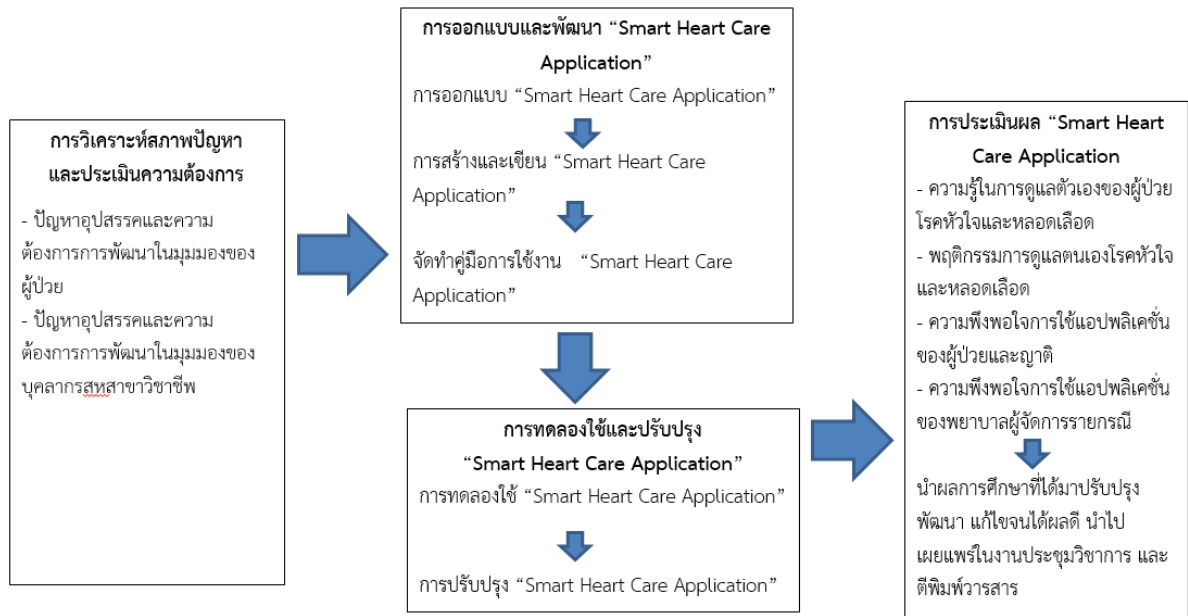 การวิเคราะห์สภาพปัญหา
และประเมินความต้องการ
- ปัญหาอุปสรรคและความ
ต้องการการพัฒนาในมุมมองของ
ผู้ป่วย
- ปัญหาอุปสรรคและความ
ต้องการการพัฒนาในมุมมองของ
บุคลากรสหสาขาวิชาชีพ
การออกแบบและพัฒนา “Smart Heart Care
Application”
การออกแบบ “Smart Heart Care Application”
การสร้างและเขียน “Smart Heart Care
Application”
จัดทำคู่มือการใช้งาน “Smart Heart Care
Application”
การทดลองใช้และปรับปรุง
“Smart Heart Care Application”
การทดลองใช้ “Smart Heart Care Application”
การปรับปรุง “Smart Heart Care Application”
การประเมินผล “Smart Heart
Care Application
- ความรู้ในการดูแลตัวเองของผู้ป่วย
โรคหัวใจและหลอดเลือด
- พฤติกรรมการดูแลตนเองโรคหัวใจ
และหลอดเลือด
- ความพึงพอใจการใช้แอปพลิเคชั่น
ของผู้ป่วยและญาติ
- ความพึงพอใจการใช้แอปพลิเคชั่น
ของพยาบาลผู้จัดการรายกรณี
นำผลการศึกษาที่ได้มาปรับปรุง
พัฒนา แก้ไขจนได้ผลดี นำไป
เผยแพร่ในงานประชุมวิชาการ และ
ตีพิมพ์วารสาร